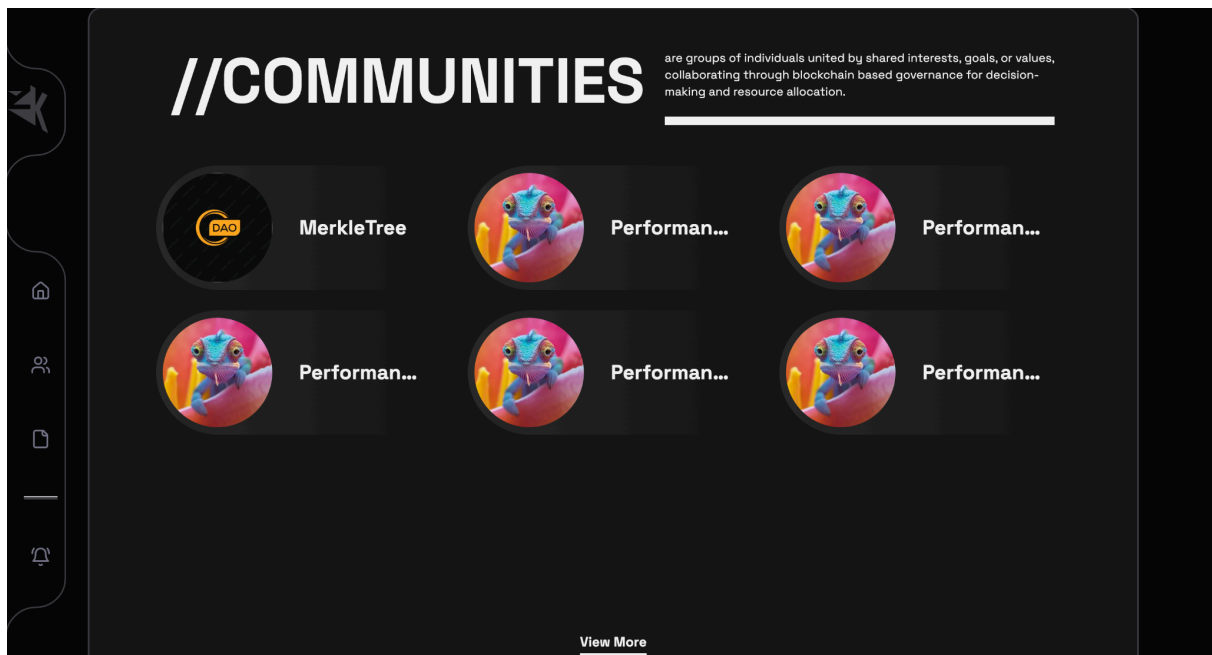 //COMMUNITIES
are groups of individuals united by shared interests, goals, or values,
collaborating through blockchain based governance for decision-
making and resource allocation.
DAO
MerkleTree
Performan...
Performan...
Performan...
Performan...
Performan...
View More